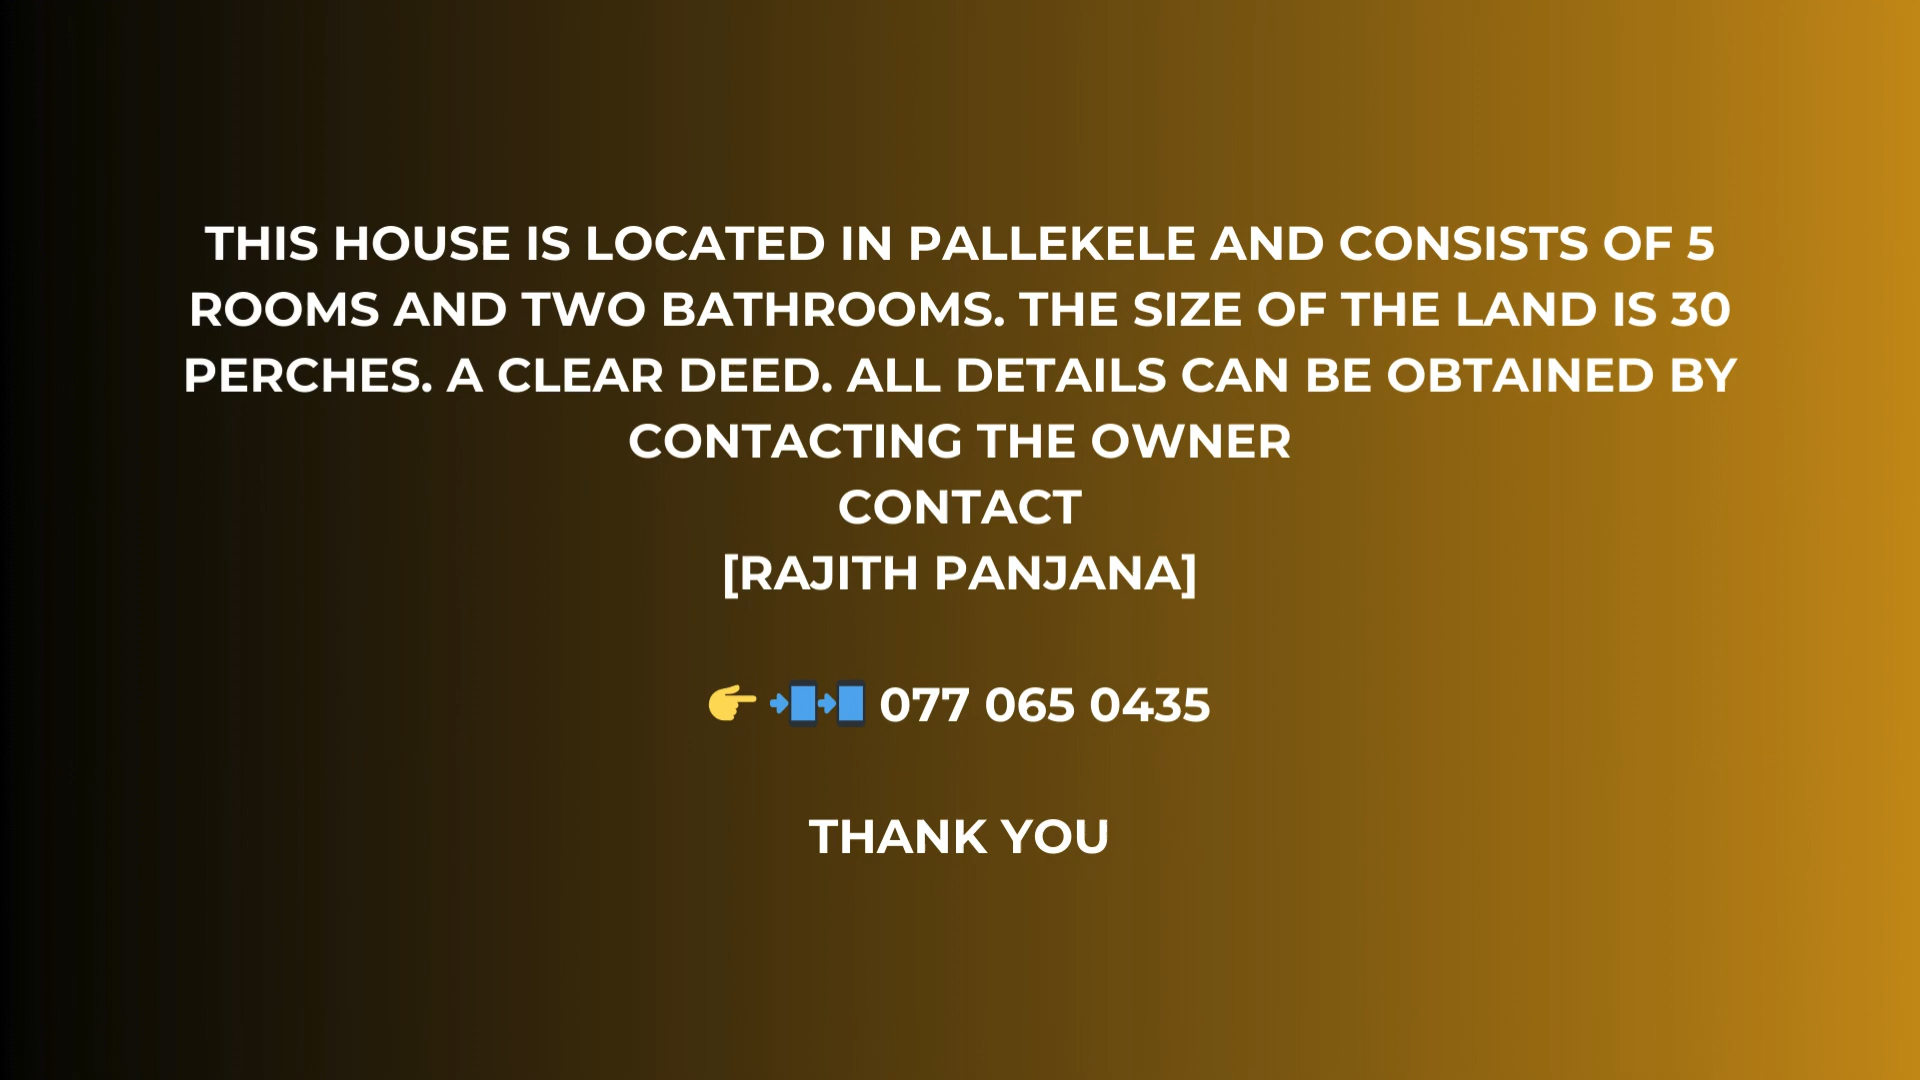 THIS HOUSE IS LOCATED IN PALLEKELE AND CONSISTS OF 5
ROOMS AND TWO BATHROOMS. THE SIZE OF THE LAND IS 30
PERCHES. A CLEAR DEED. ALL DETAILS CAN BE OBTAINED BY
CONTACTING THE OWNER
CONTACT
[RAJITH PANJANA]
👉 📲📲 077 065 0435
THANK YOU